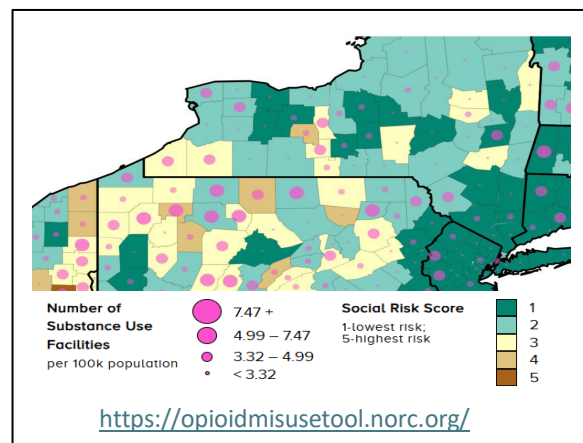 Number of
Substance Use
Facilities
per 100k population
7.47 +
4.99 – 7.47
3.32 – 4.99
< 3.32
Social Risk Score
1-lowest risk;
5-highest risk
1
2
3
4
5
https://opioidmisusetool.norc.org/